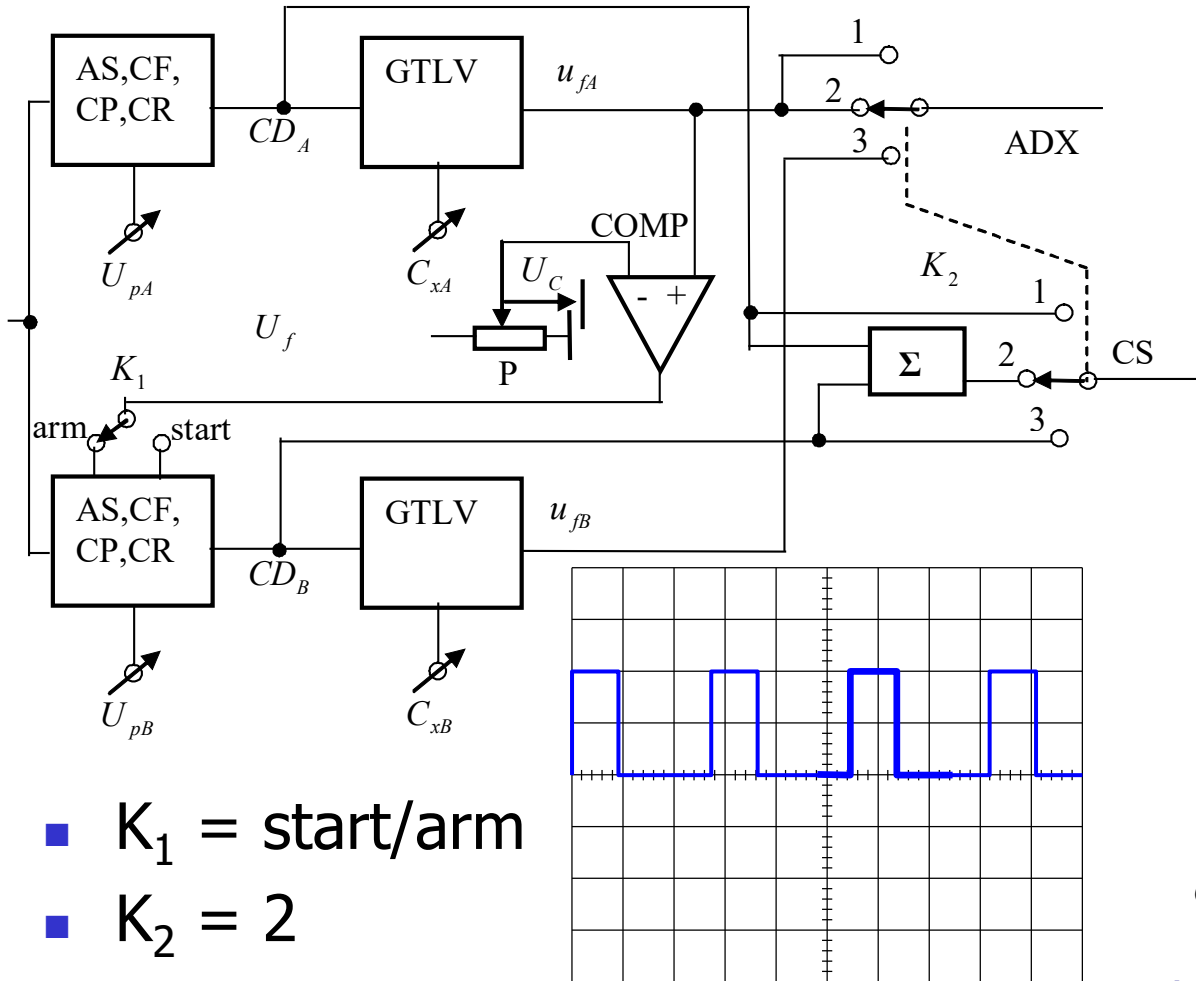 1
AS,CF,
CP,CR
CD_A
GTLV
u_fA
2
3
ADX
U_pA
C_xA
COMP
U_C
- +
K_2
1
U_f
P
Σ
2
CS
K_1
arm
start
3
AS,CF,
CP,CR
CD_B
GTLV
u_fB
U_pB
C_xB
K_1 = start/arm
K_2 = 2